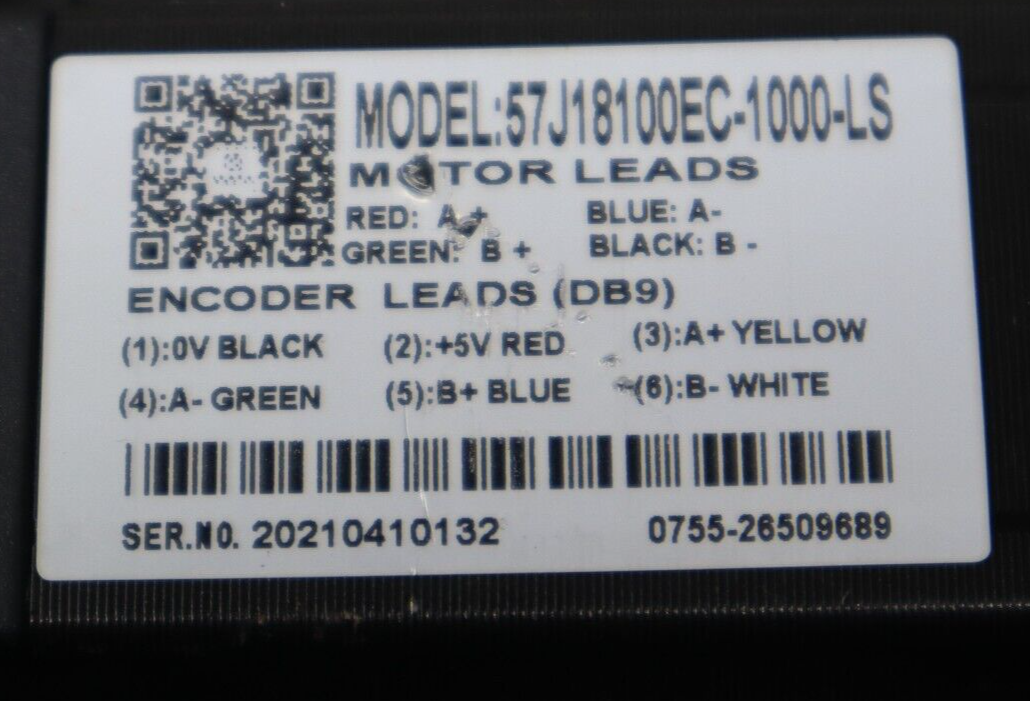 MODEL:57J18100EC-1000-LS
MOTOR LEADS
RED: A + BLUE: A-
GREEN: B + BLACK: B -
ENCODER LEADS (DB9)
(1):0V BLACK (2):+5V RED (3):A+ YELLOW
(4):A- GREEN (5):B+ BLUE (6):B- WHITE
SER.NO. 20210410132 0755-26509689